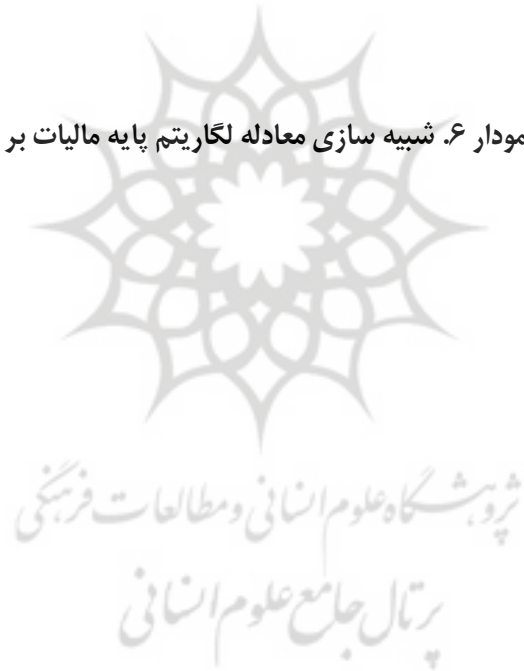 مودار ۶. شبیه سازی معادله لگاریتم پایه مالیات بر
پژوهشگاه علوم انسانی و مطالعات فرهنگی
پرتال جامع علوم انسانی